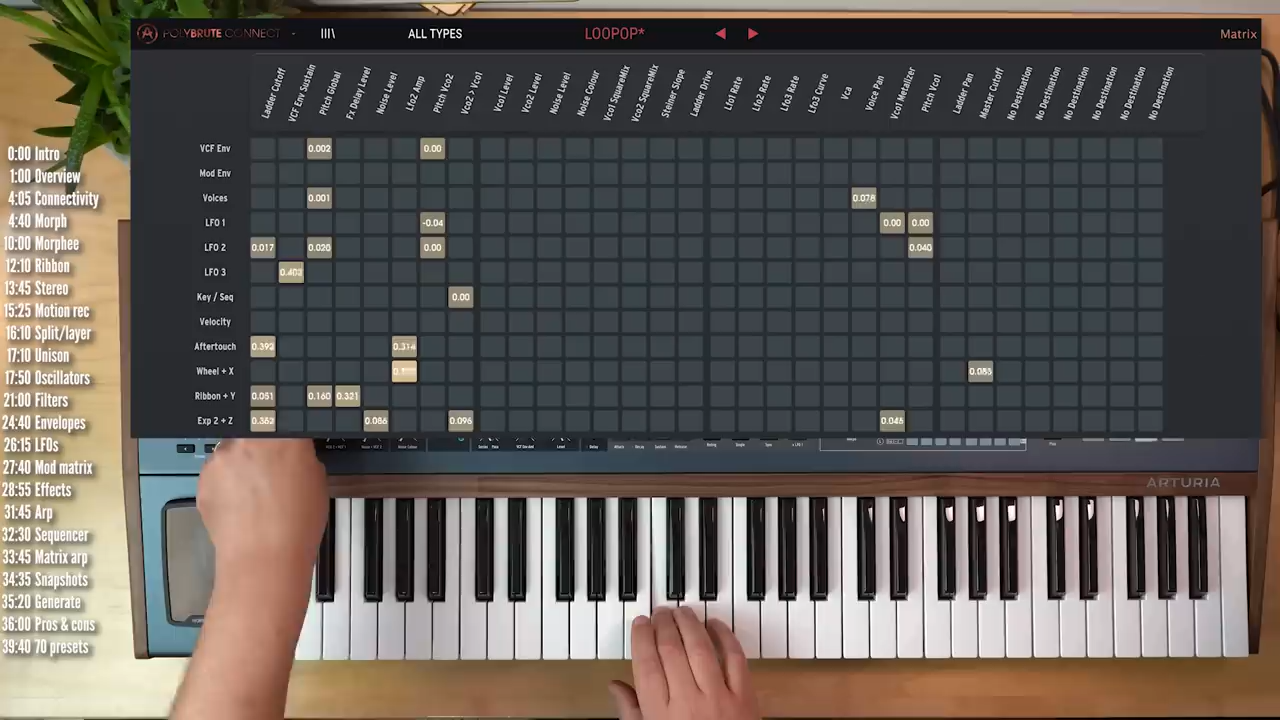 POLYBRUTE CONNECT
ALL TYPES
LOOPOP*
Matrix
Ladder Cutoff
VCF Env Sustain
Pitch Global
Fx Delay Level
Noise Level
Lfo2 Amp
Pitch Vco2
Vco2 > Vco1
Vco1 Level
Vco2 Level
Noise Level
Noise Colour
Vco1 SquareMix
Vco2 SquareMix
Steiner Slope
Ladder Drive
Lfo1 Rate
Lfo2 Rate
Lfo3 Rate
Lfo3 Curve
Vca
Voice Pan
Vco1 Metalizer
Pitch Vco1
Ladder Pan
Master Cutoff
No Destination
No Destination
No Destination
No Destination
No Destination
No Destination
VCF Env 0.002 0.00
Mod Env
Voices 0.001 0.078
LFO 1 -0.04 0.00 0.00
LFO 2 0.017 0.020 0.00 0.040
LFO 3 0.403
Key / Seq 0.00
Velocity
Aftertouch 0.393 0.314
Wheel + X
Ribbon + Y 0.051 0.160 0.321
Exp 2 + Z 0.096
0:00 Intro
1:00 Overview
4:05 Connectivity
4:40 Morph
10:00 Morphee
12:10 Ribbon
13:45 Stereo
15:25 Motion rec
16:10 Split/layer
17:10 Unison
17:50 Oscillators
21:00 Filters
24:40 Envelopes
26:15 LFOs
27:40 Mod matrix
28:55 Effects
31:45 Arp
32:30 Sequencer
33:45 Matrix arp
34:35 Snapshots
35:20 Generate
36:00 Pros & cons
39:40 70 presets
ARTURIA